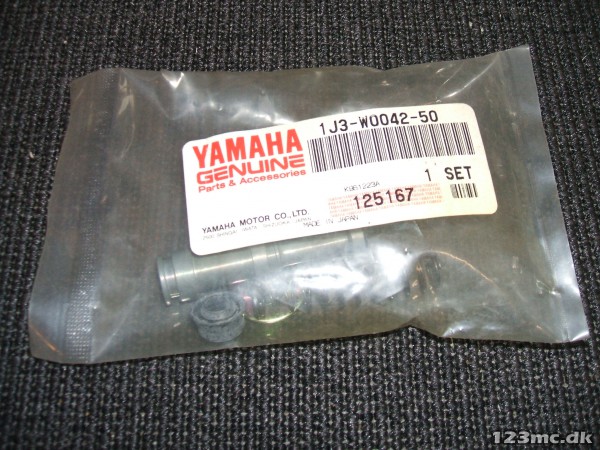 1J3-W0042-50
YAMAHA
GENUINE
Parts & Accessories
1 SET
K961223A
125167
YAMAHA MOTOR CO., LTD.
MADE IN JAPAN
123mc.dk